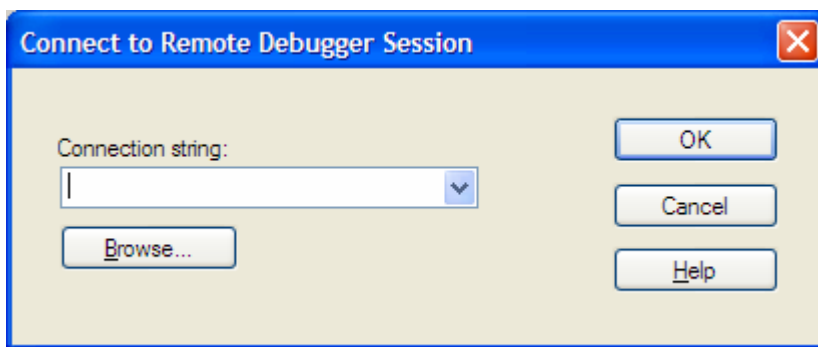 Connect to Remote Debugger Session
Connection string:
OK
Cancel
Browse...
Help